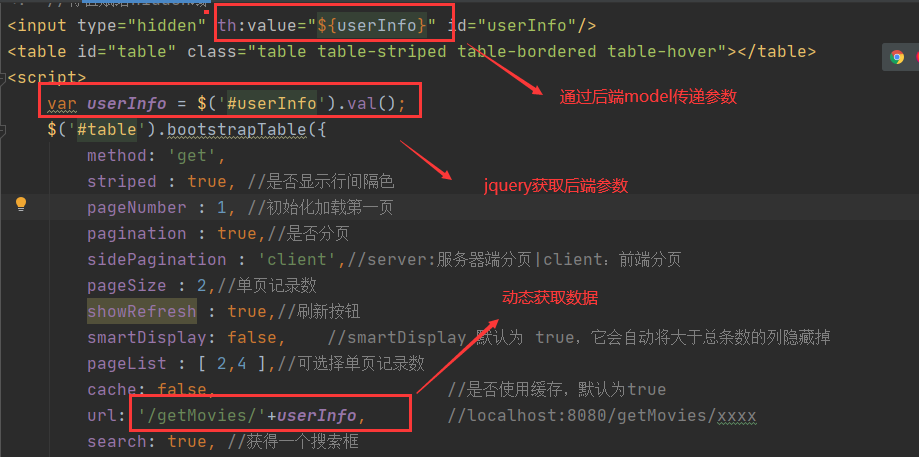 <input type="hidden" th:value="${userInfo}" id="userInfo"/>
<table id="table" class="table table-striped table-bordered table-hover"></table>
<script>
var userInfo = $('#userInfo').val();
通过后端model传递参数
$('#table').bootstrapTable({
method: 'get',
striped : true, //是否显示行间隔色
jquery获取后端参数
pageNumber : 1, //初始化加载第一页
pagination : true,//是否分页
sidePagination : 'client',//server:服务器端分页|client：前端分页
pageSize : 2,//单页记录数
动态获取数据
showRefresh : true,//刷新按钮
smartDisplay: false, //smartDisplay 默认为 true，它会自动将大于总条数的列隐藏掉
pageList : [ 2,4 ],//可选择单页记录数
cache: false, //是否使用缓存，默认为true
url: '/getMovies/'+userInfo, //localhost:8080/getMovies/xxxx
search: true, //获得一个搜索框